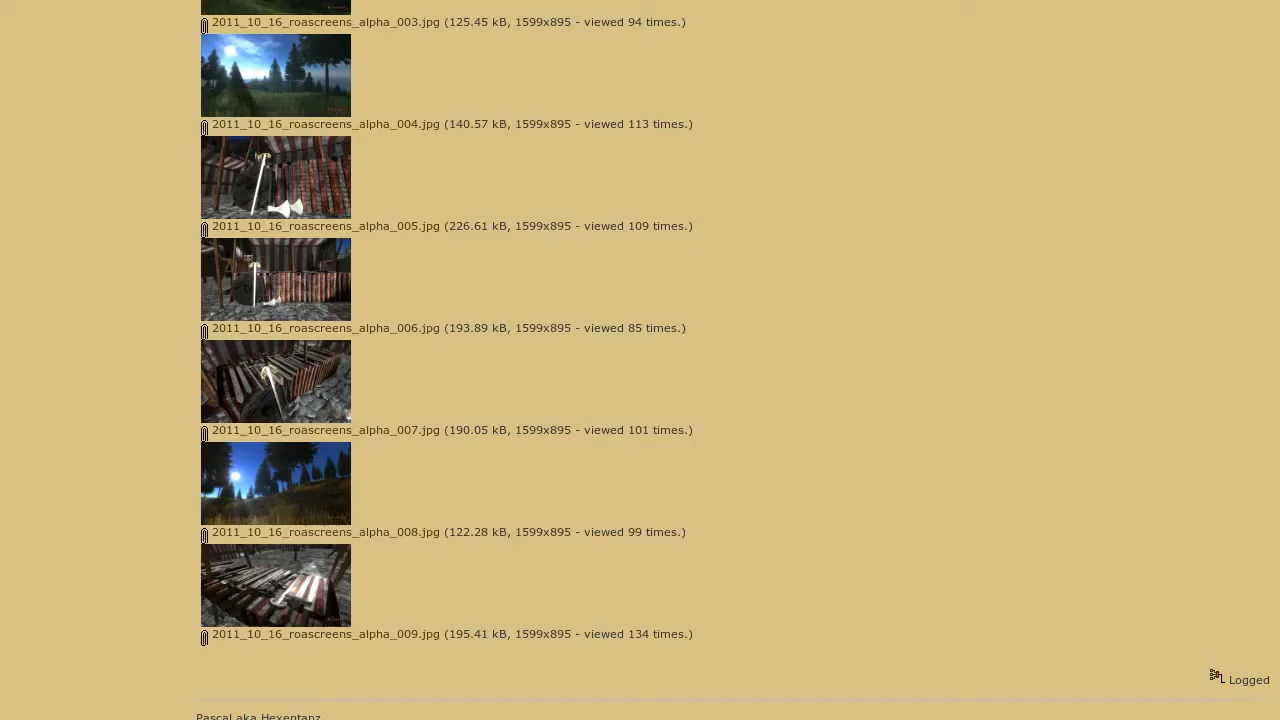 2011_10_16_roascreens_alpha_003.jpg (125.45 kB, 1599x895 - viewed 94 times.)
2011_10_16_roascreens_alpha_004.jpg (140.57 kB, 1599x895 - viewed 113 times.)
2011_10_16_roascreens_alpha_005.jpg (226.61 kB, 1599x895 - viewed 109 times.)
2011_10_16_roascreens_alpha_006.jpg (193.89 kB, 1599x895 - viewed 85 times.)
2011_10_16_roascreens_alpha_007.jpg (190.05 kB, 1599x895 - viewed 101 times.)
2011_10_16_roascreens_alpha_008.jpg (122.28 kB, 1599x895 - viewed 99 times.)
2011_10_16_roascreens_alpha_009.jpg (195.41 kB, 1599x895 - viewed 134 times.)
Logged
Pascal aka Hexentanz